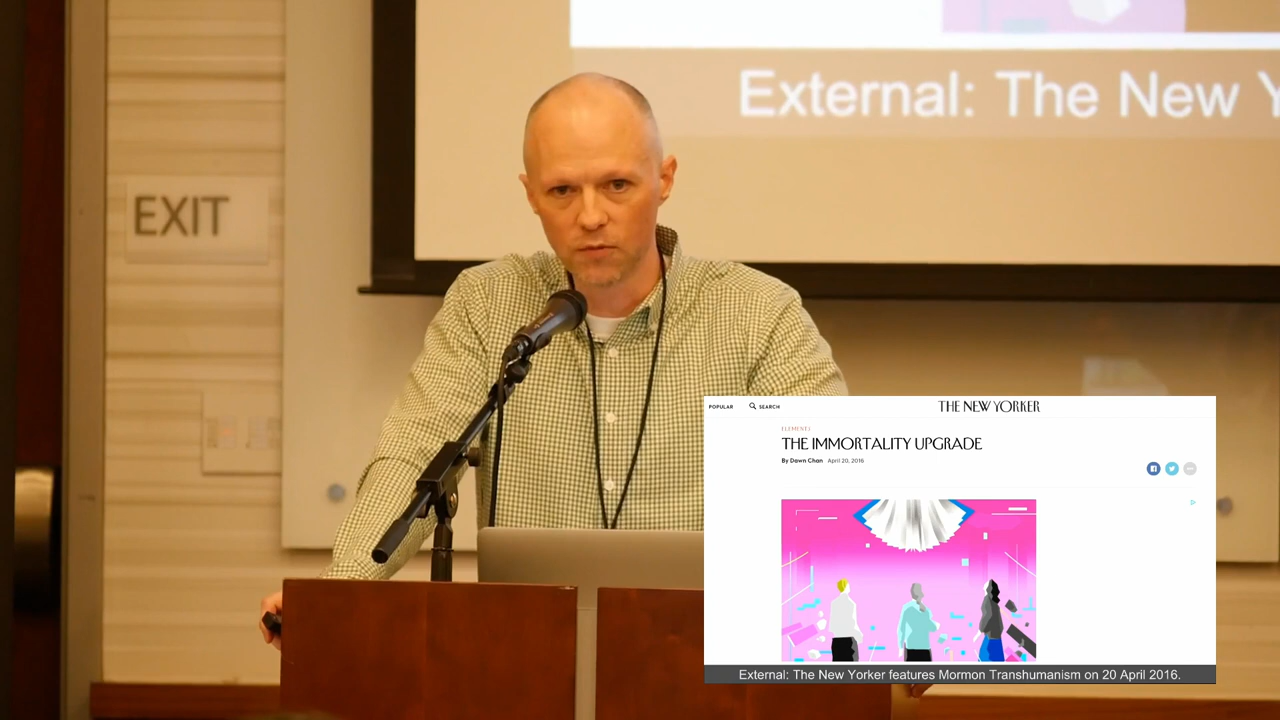 External: The New Y
EXIT
POPULAR
SEARCH
THE NEW YORKER
ELEMENTS
THE IMMORTALITY UPGRADE
By Dawn Chan April 20, 2016
External: The New Yorker features Mormon Transhumanism on 20 April 2016.